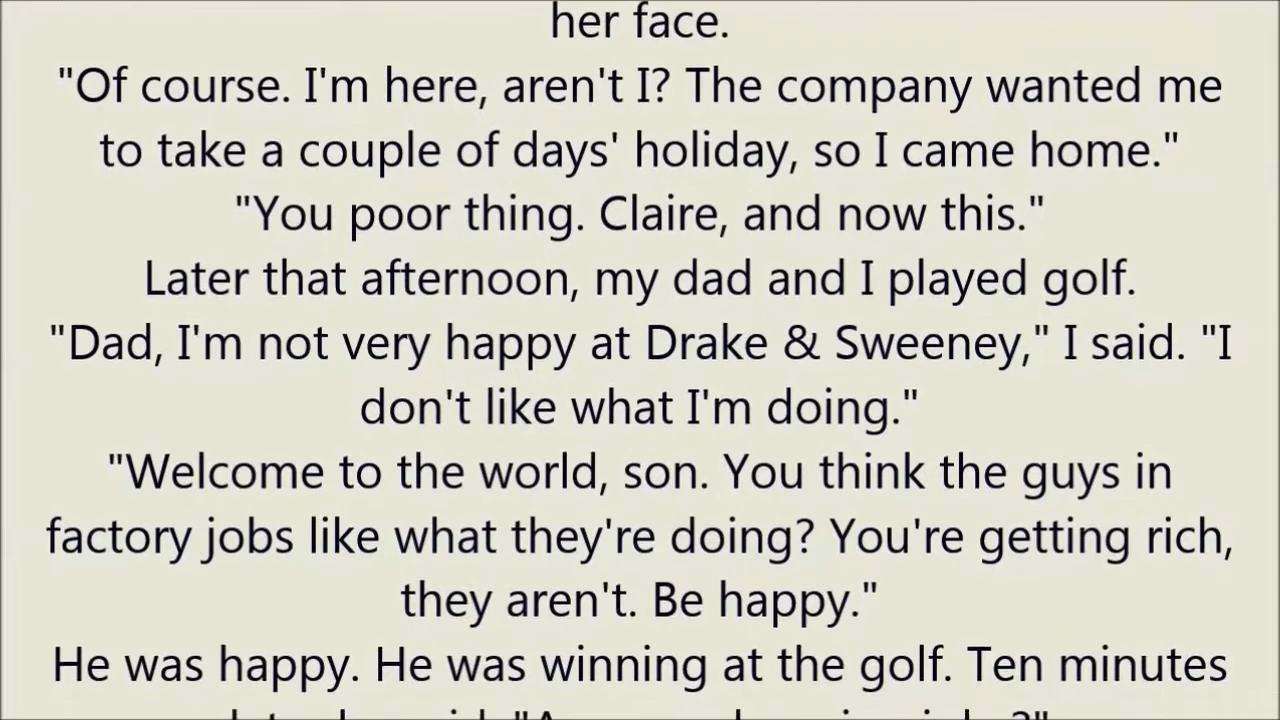 her face.
"Of course. I'm here, aren't I? The company wanted me
to take a couple of days' holiday, so I came home."
"You poor thing. Claire, and now this."
Later that afternoon, my dad and I played golf.
"Dad, I'm not very happy at Drake & Sweeney," I said. "I
don't like what I'm doing."
"Welcome to the world, son. You think the guys in
factory jobs like what they're doing? You're getting rich,
they aren't. Be happy."
He was happy. He was winning at the golf. Ten minutes